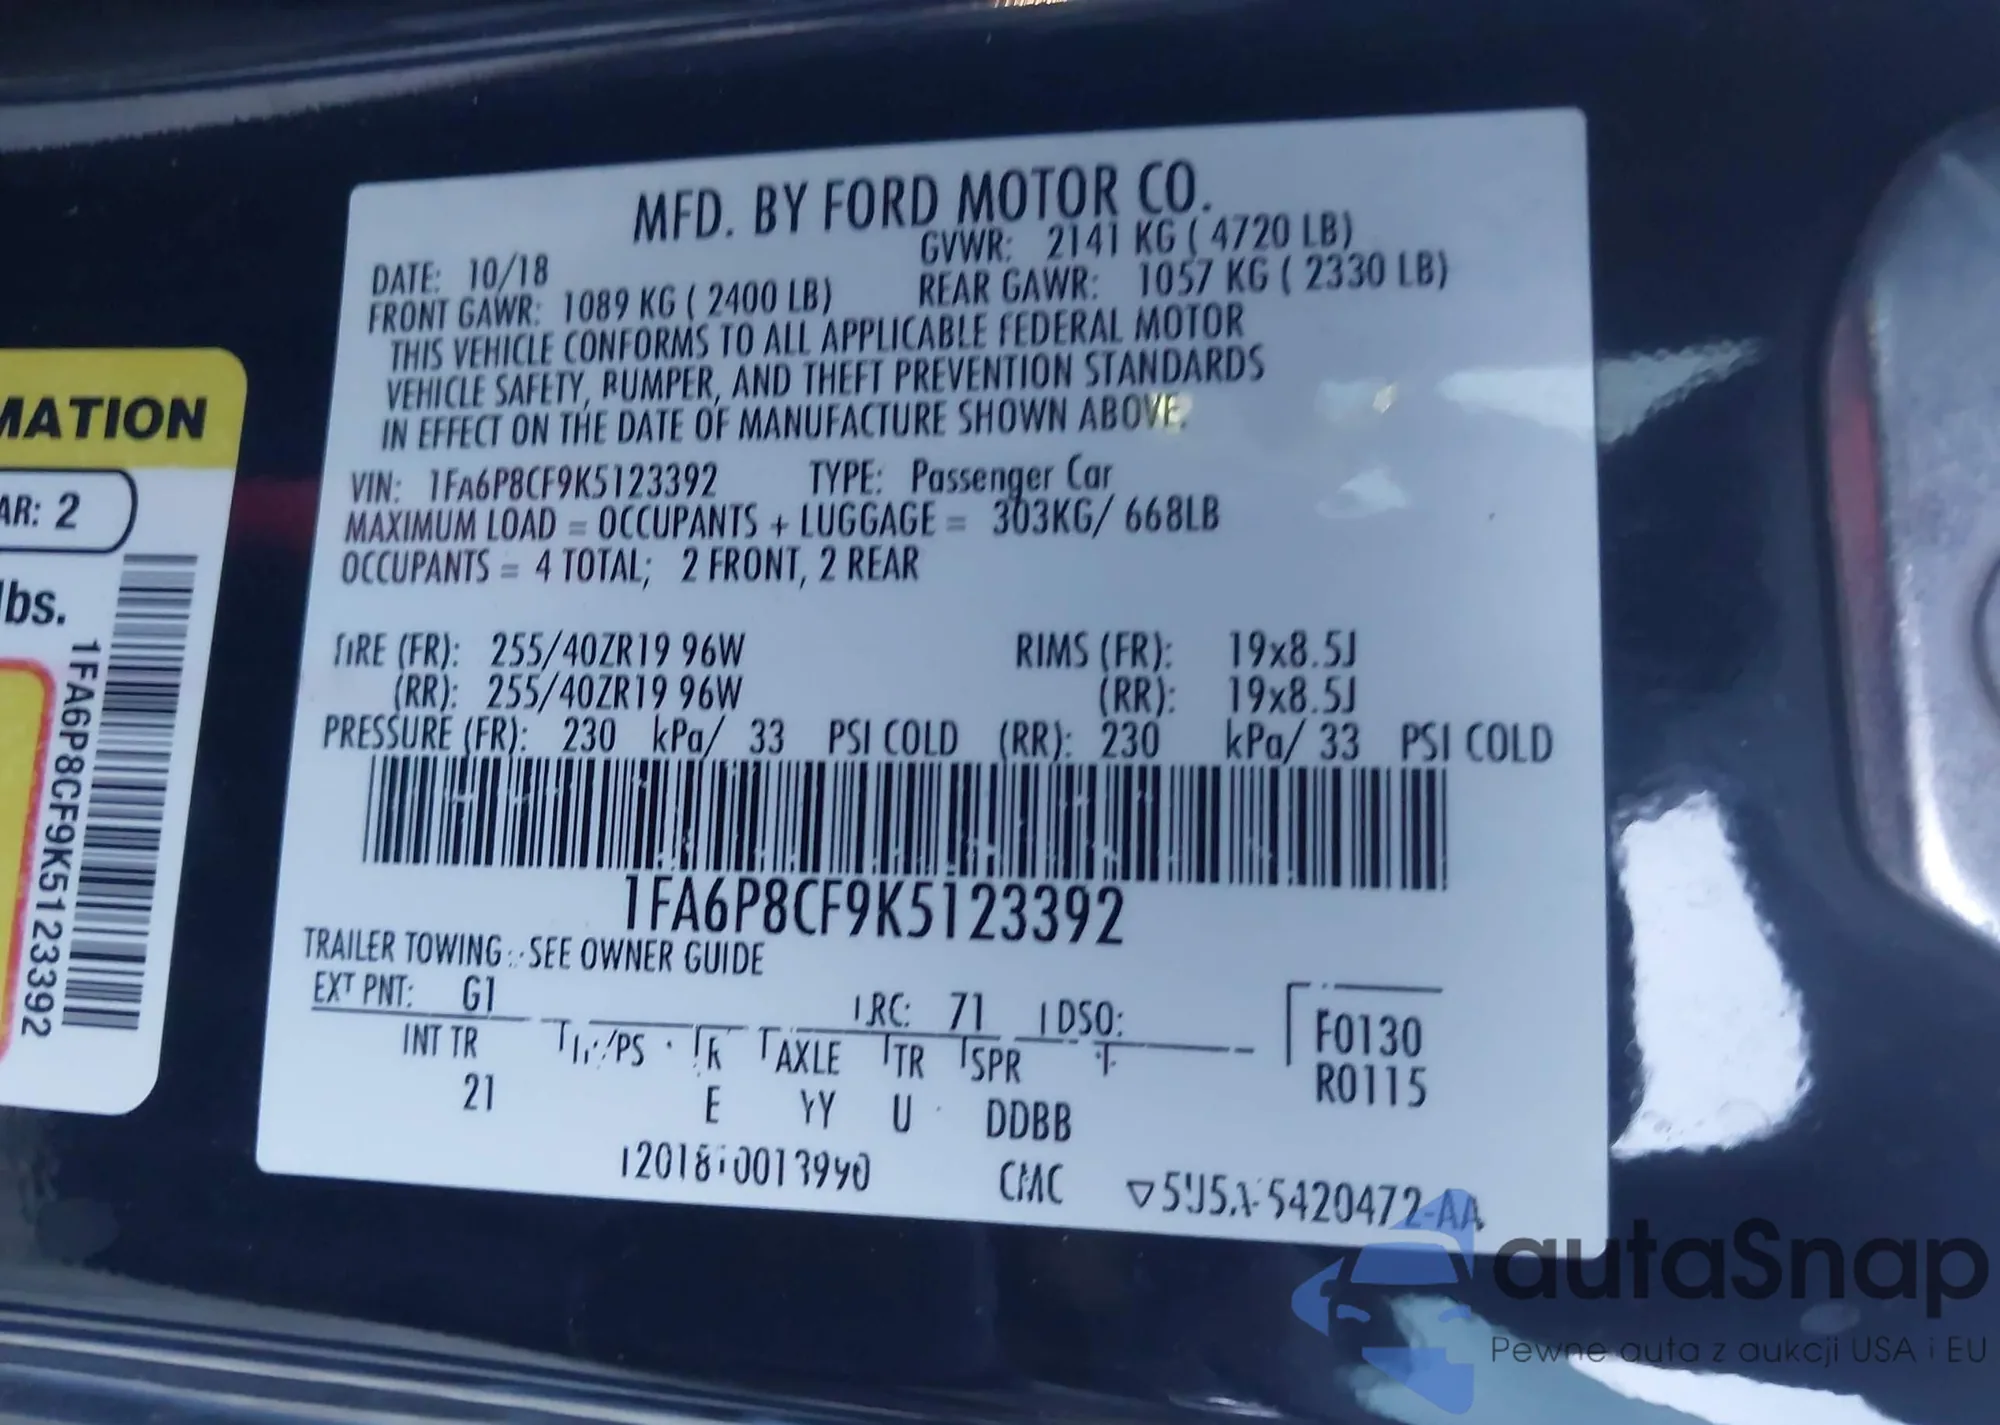 MFD. BY FORD MOTOR CO.
DATE: 10/18 GVWR: 2141 KG ( 4720 LB)
FRONT GAWR: 1089 KG ( 2400 LB) REAR GAWR: 1057 KG ( 2330 LB)
THIS VEHICLE CONFORMS TO ALL APPLICABLE FEDERAL MOTOR
VEHICLE SAFETY, BUMPER, AND THEFT PREVENTION STANDARDS
IN EFFECT ON THE DATE OF MANUFACTURE SHOWN ABOVE.
VIN: 1FA6P8CF9K5123392 TYPE: Passenger Car
MAXIMUM LOAD = OCCUPANTS + LUGGAGE = 303KG/ 668LB
OCCUPANTS = 4 TOTAL; 2 FRONT, 2 REAR
TIRE (FR): 255/40ZR19 96W RIMS (FR): 19x8.5J
(RR): 255/40ZR19 96W (RR): 19x8.5J
PRESSURE (FR): 230 kPa/ 33 PSI COLD (RR): 230 kPa/ 33 PSI COLD
1FA6P8CF9K5123392
TRAILER TOWING - SEE OWNER GUIDE
EXT PNT: G1 RC: 71 DSO:
INT TR /PS R AXLE TR SPR
21 E YY U DDBB
F0130
R0115
CMC
MATION
AR: 2
lbs.
1FA6P8CF9K5123392
autaSnap
Pewne auta z aukcji USA i EU